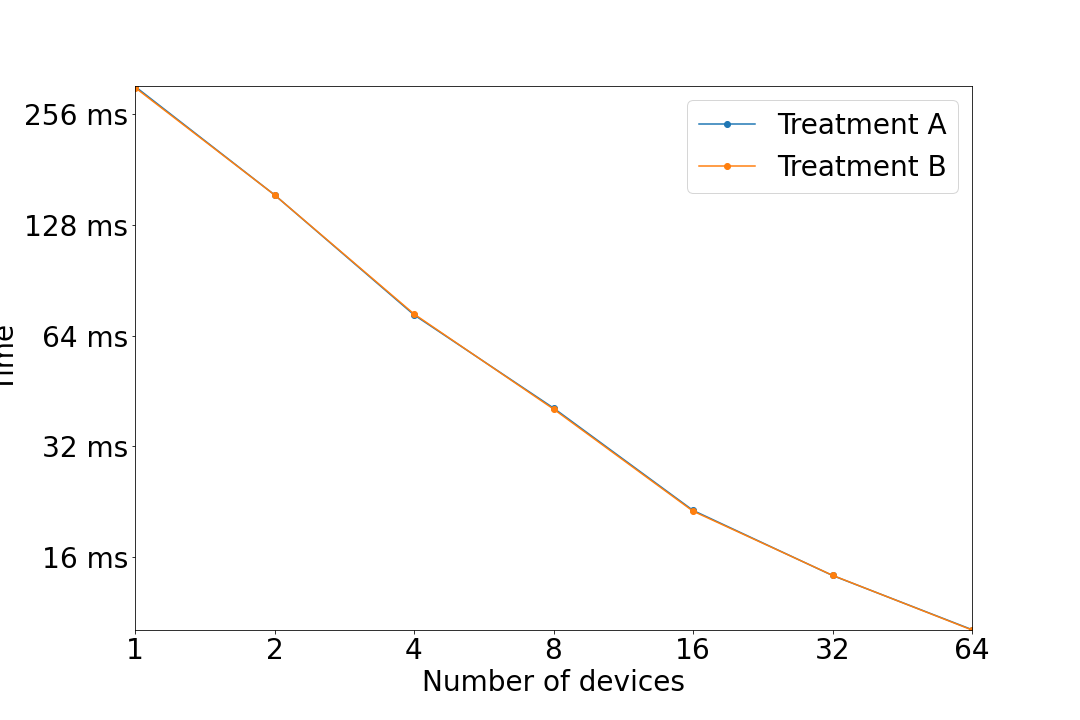 256 ms
128 ms
64 ms
32 ms
16 ms
Treatment A
Treatment B
1 2 4 8 16 32 64
Number of devices